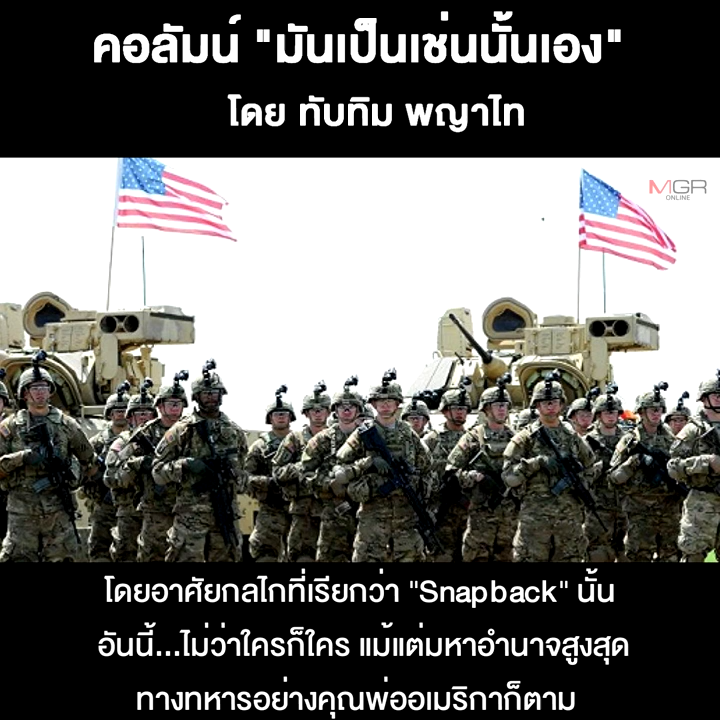 คอลัมน์ "มันเป็นเช่นนั้นเอง"
โดย ทับทิม พญาไท
MGR
ONLINE
โดยอาศัยกลไกที่เรียกว่า "Snapback" นั้น
อันนี้...ไม่ว่าใครก็ใคร แม้แต่มหาอำนาจสูงสุด
ทางทหารอย่างคุณพ่ออเมริกาก็ตาม